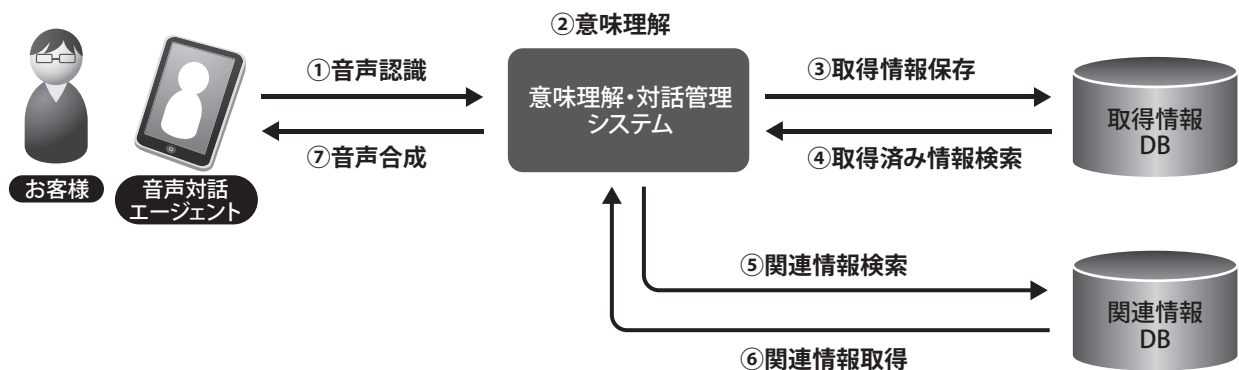 ②意味理解
①音声認識
意味理解・対話管理
システム
③取得情報保存
取得情報
DB
⑦音声合成
④取得済み情報検索
お客様
音声対話
エージェント
⑤関連情報検索
関連情報
DB
⑥関連情報取得